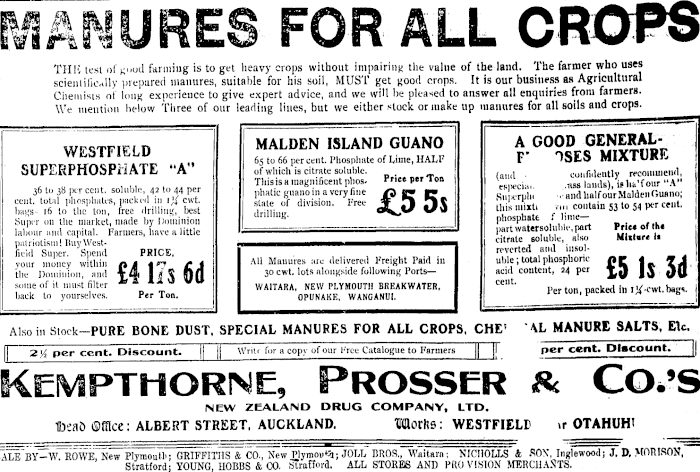 MANURES FOR ALL CROPS
THE test of good farming is to get heavy crops without impairing the value of the land. The farmer who uses
scientifically prepared manures, suitable for his soil, MUST get good crops. It is our business as Agricultural
Chemists of long experience to give expert advice, and we will be pleased to answer all enquiries from farmers.
We mention below Three of our leading lines, but we either stock or make up manures for all soils and crops.
WESTFIELD
SUPERPHOSPHATE "A"
36 to 38 per cent. soluble, 42 to 44 per
cent. total phosphates, packed in 1¼ cwt.
bags—16 to the ton, free drilling, best
Super on the market, made by Dominion
labour and capital. Farmers, have a little
patriotism! Buy West-
field Super. Spend
your money within
the Dominion, and
some of it must filter
back to yourselves.
PRICE,
£4 17s 6d
Per Ton.
MALDEN ISLAND GUANO
65 to 66 per cent. Phosphate of Lime, HALF
of which is citrate soluble.
This is a magnificent phos-
phatic guano in a very fine
state of division. Free
drilling.
Price per Ton
£5 5s
All Manures are delivered Freight Paid in
30 cwt. lots alongside following Ports—
WAITARA, NEW PLYMOUTH BREAKWATER,
OPUNAKE, WANGANUI.
A GOOD GENERAL-
MIXTURE
(and confidently recommend,
lands), is half our "A"
and half our Malden Guano;
this contain 53 to 54 per cent.
phosphate lime—
part water soluble, part
citrate soluble, also
reverted and insol-
uble; total phosphoric
acid content, 24 per
cent.
Price of the
Mixture is
£5 1s 3d
Per ton, packed in 1¼-cwt. bags.
Also in Stock—PURE BONE DUST, SPECIAL MANURES FOR ALL CROPS, MANURE SALTS, Etc.
2½ per cent. Discount.
Write for a copy of our Free Catalogue to Farmers
per cent. Discount.
KEMPTHORNE, PROSSER & CO.'S
NEW ZEALAND DRUG COMPANY, LTD.
Head Office: ALBERT STREET, AUCKLAND. Works: WESTFIELD OTAHUHU
ALE BY—W. ROWE, New Plymouth; GRIFFITHS & CO., New Plymouth; JOLL BROS., Waitara; NICHOLLS & SON, Inglewood; J. D. MORISON,
Stratford; YOUNG, HOBBS & CO. Strafford. ALL STORES AND PROVISION MERCHANTS